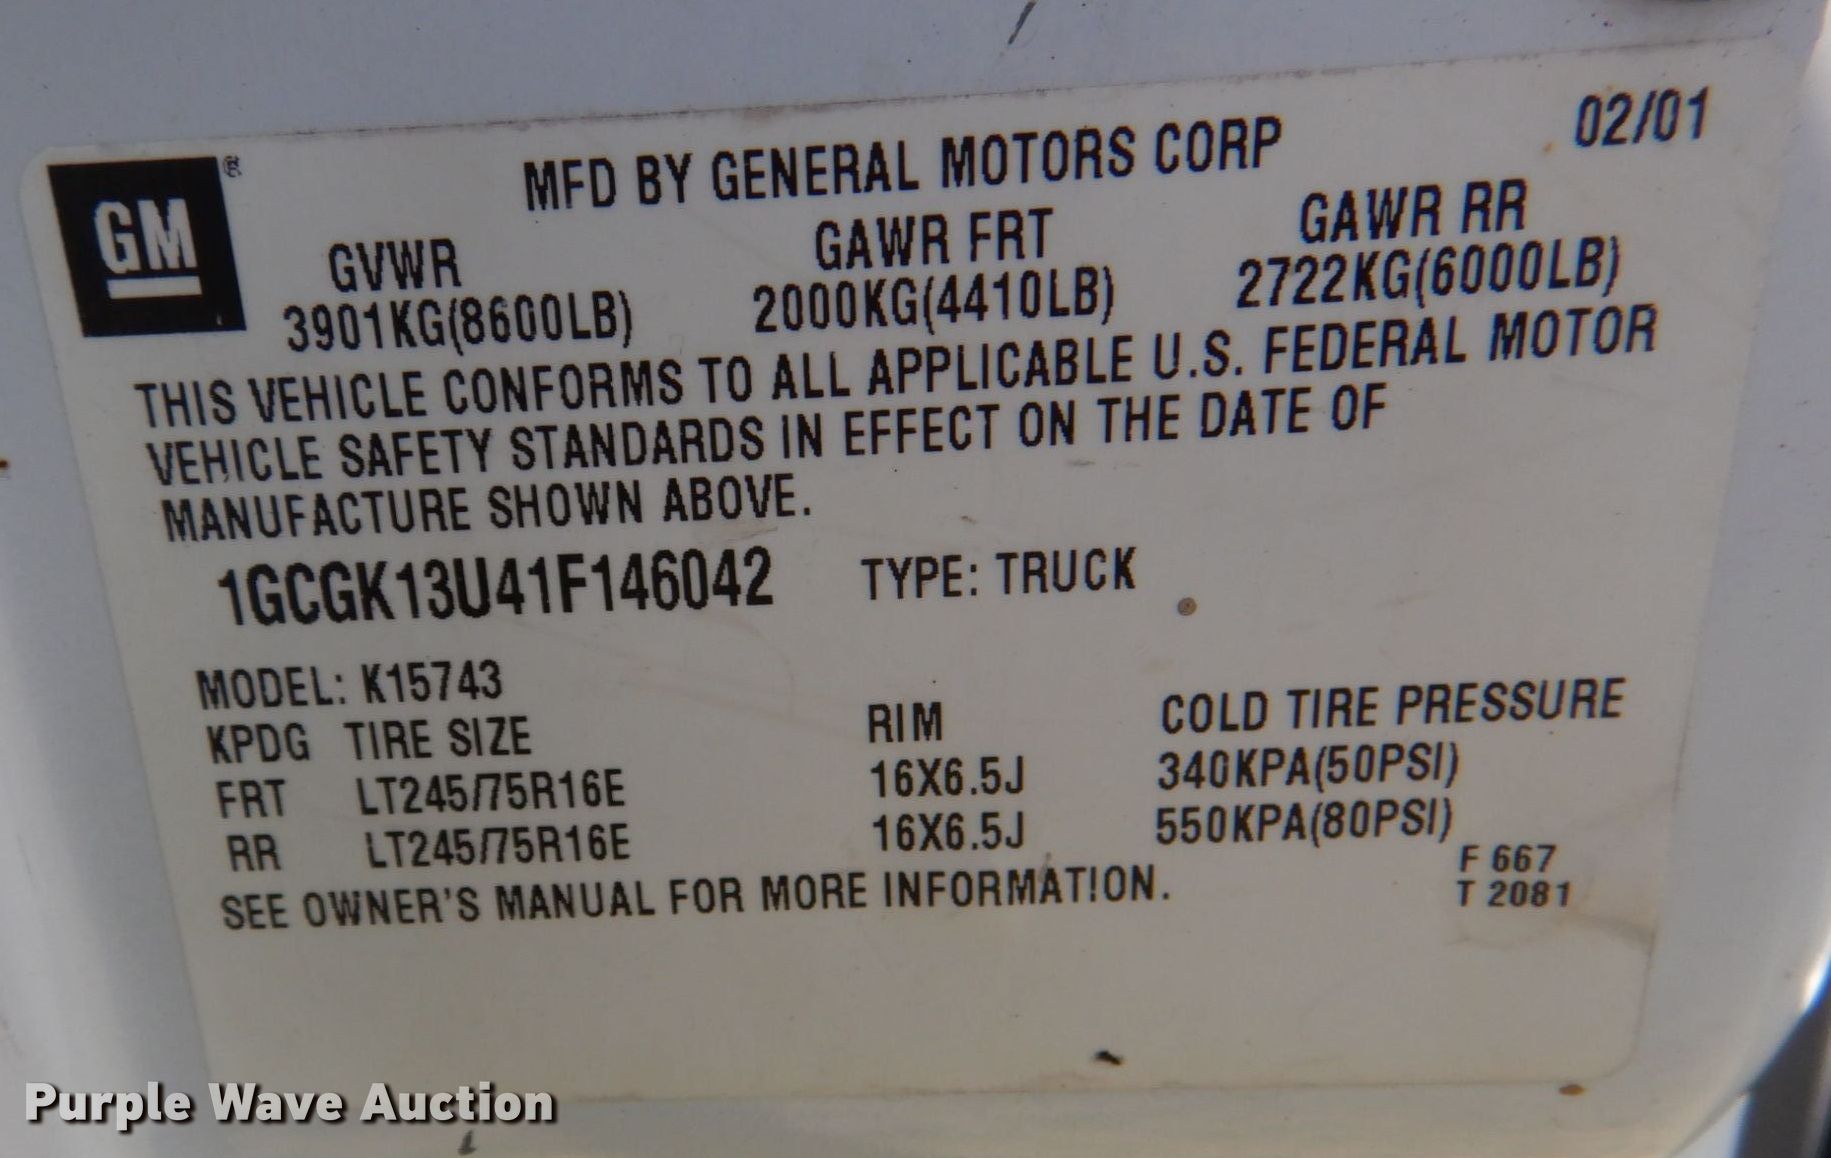 GM ®
MFD BY GENERAL MOTORS CORP 02/01
GVWR GAWR FRT GAWR RR
3901KG(8600LB) 2000KG(4410LB) 2722KG(6000LB)
THIS VEHICLE CONFORMS TO ALL APPLICABLE U.S. FEDERAL MOTOR
VEHICLE SAFETY STANDARDS IN EFFECT ON THE DATE OF
MANUFACTURE SHOWN ABOVE.
1GCGK13U41F146042 TYPE: TRUCK
MODEL: K15743
KPDG TIRE SIZE RIM COLD TIRE PRESSURE
FRT LT245/75R16E 16X6.5J 340KPA(50PSI)
RR LT245/75R16E 16X6.5J 550KPA(80PSI)
SEE OWNER'S MANUAL FOR MORE INFORMATION.
F 667
T 2081
Purple Wave Auction